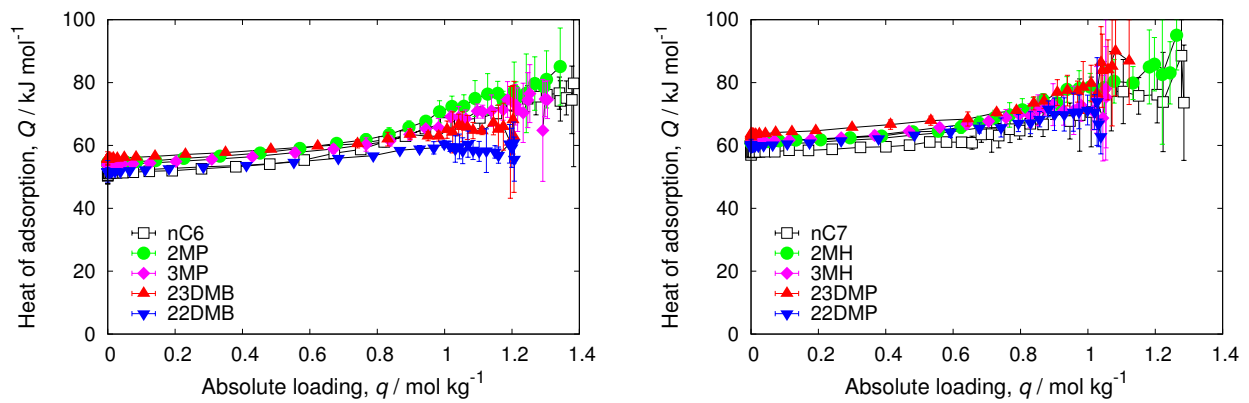 Heat of adsorption, Q / kJ mol⁻¹
100
80
60
40
20
0
nC6
2MP
3MP
23DMB
22DMB
0 0.2 0.4 0.6 0.8 1 1.2 1.4
Absolute loading, q / mol kg⁻¹
Heat of adsorption, Q / kJ mol⁻¹
100
80
60
40
20
0
nC7
2MH
3MH
23DMP
22DMP
0 0.2 0.4 0.6 0.8 1 1.2 1.4
Absolute loading, q / mol kg⁻¹